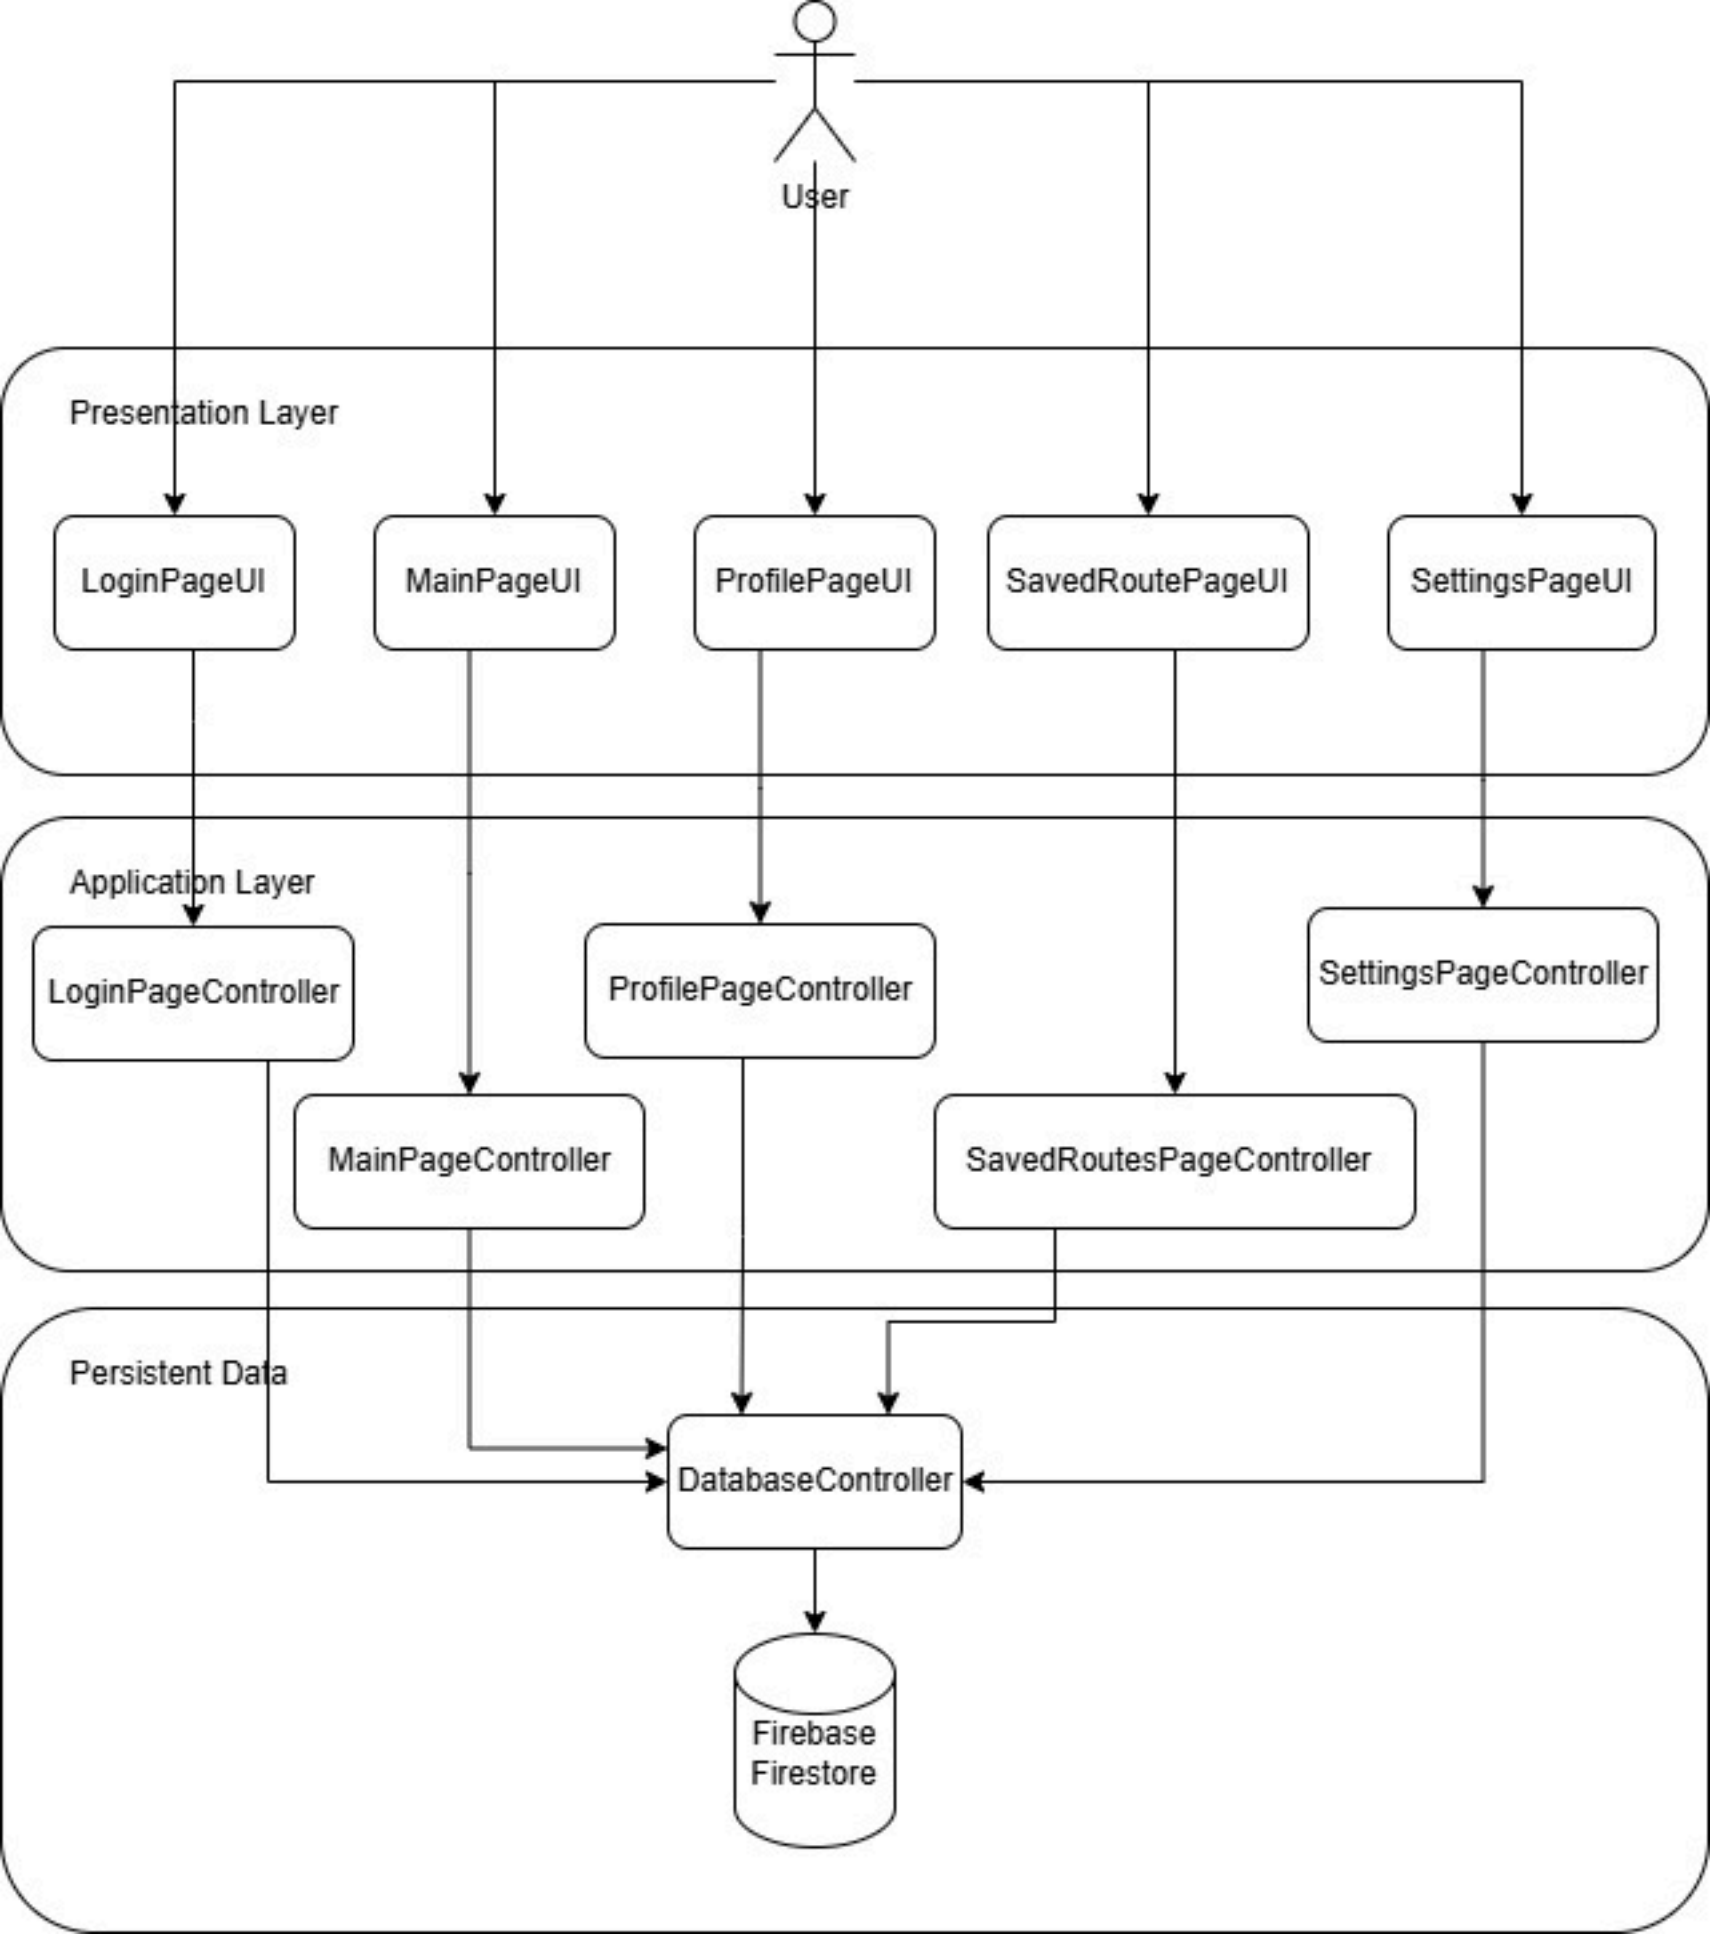 User
Presentation Layer
LoginPageUI
MainPageUI
ProfilePageUI
SavedRoutePageUI
SettingsPageUI
Application Layer
LoginPageController
ProfilePageController
SettingsPageController
MainPageController
SavedRoutesPageController
Persistent Data
DatabaseController
Firebase
Firestore